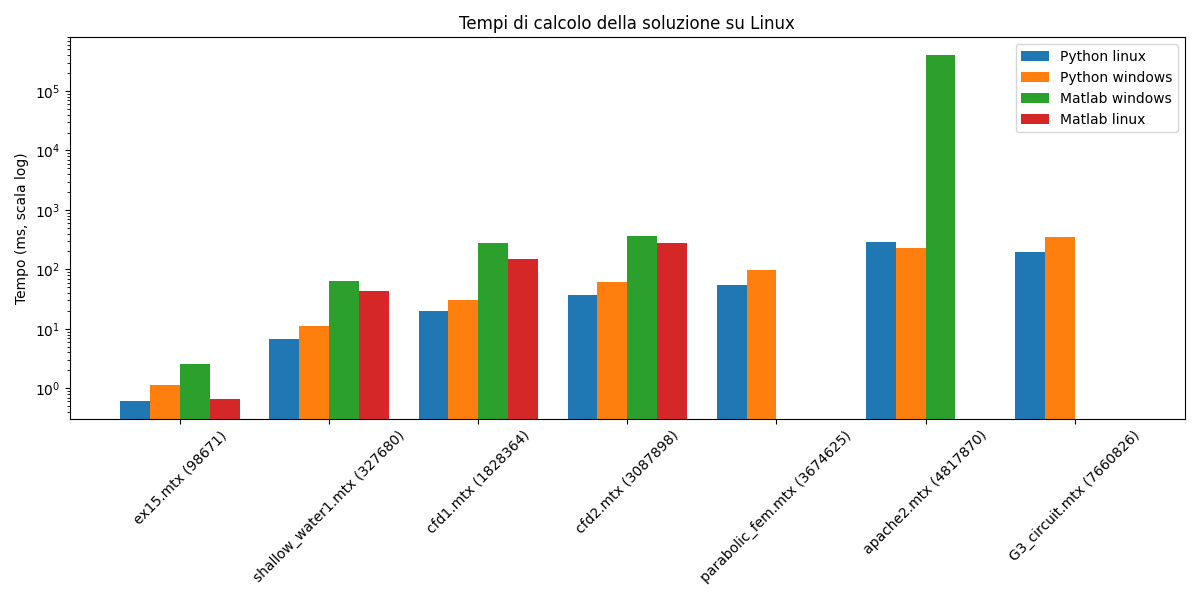 Tempi di calcolo della soluzione su Linux
Python linux
Python windows
Matlab windows
Matlab linux
Tempo (ms, scala log)
10^5
10^4
10^3
10^2
10^1
10^0
ex15.mtx (98671)
shallow_water1.mtx (327680)
cfd1.mtx (1828364)
cfd2.mtx (3087898)
parabolic_fem.mtx (3674625)
apache2.mtx (4817870)
G3_circuit.mtx (7660826)